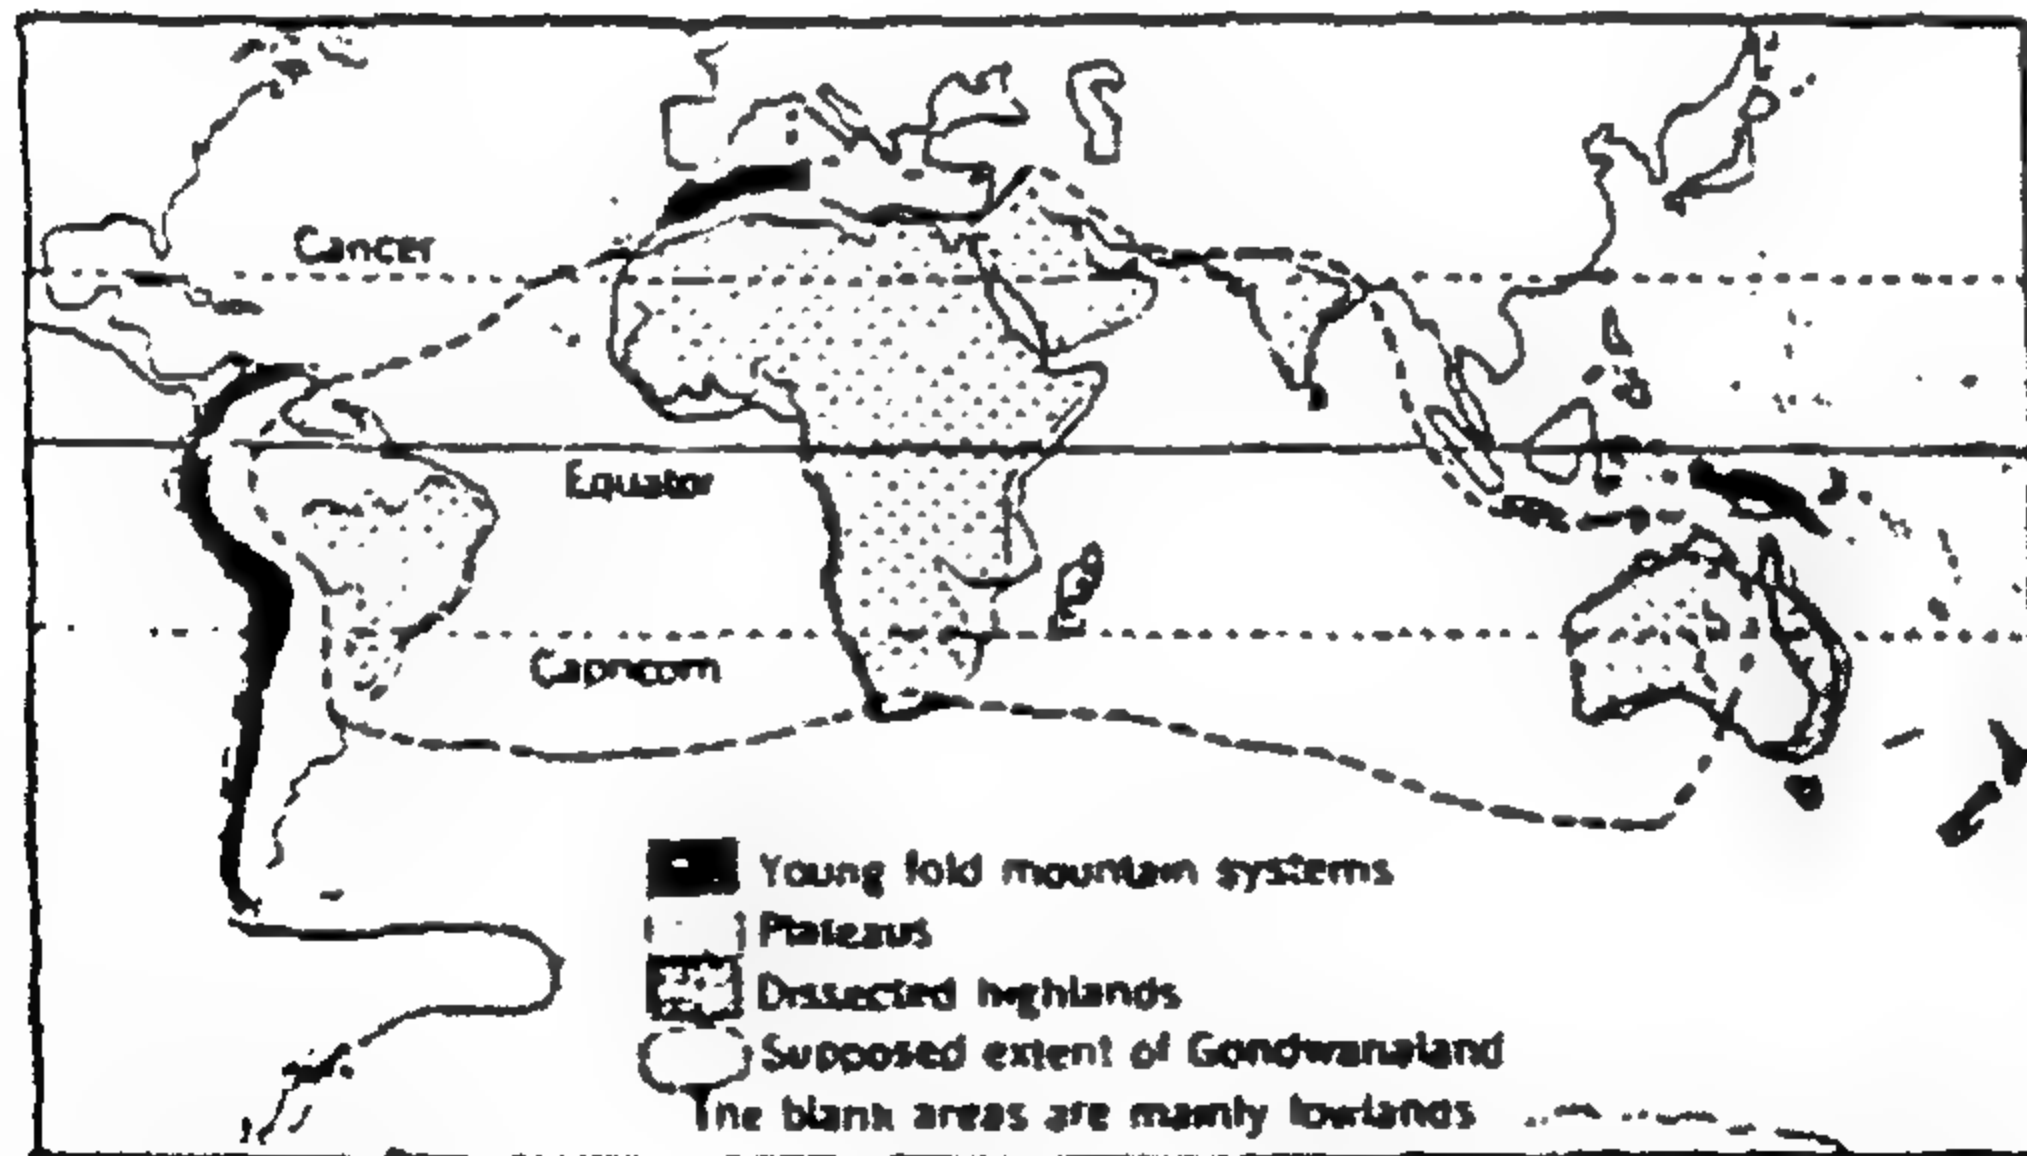 Cancer
Equator
Capricorn
Young fold mountain systems
Plateaus
Dissected highlands
Supposed extent of Gondwanaland
The blank areas are mainly lowlands